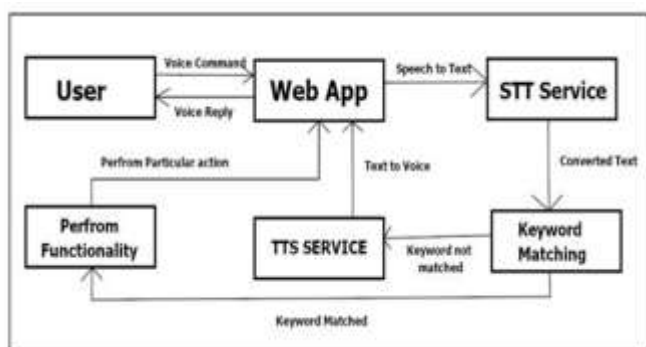 Voice Command
Speech to Text
User
Web App
STT Service
Voice Reply
Perfrom Particular action
Text to Voice
Converted Text
Perfrom
Functionality
TTS SERVICE
Keyword
Matching
Keyword not
matched
Keyword Matched